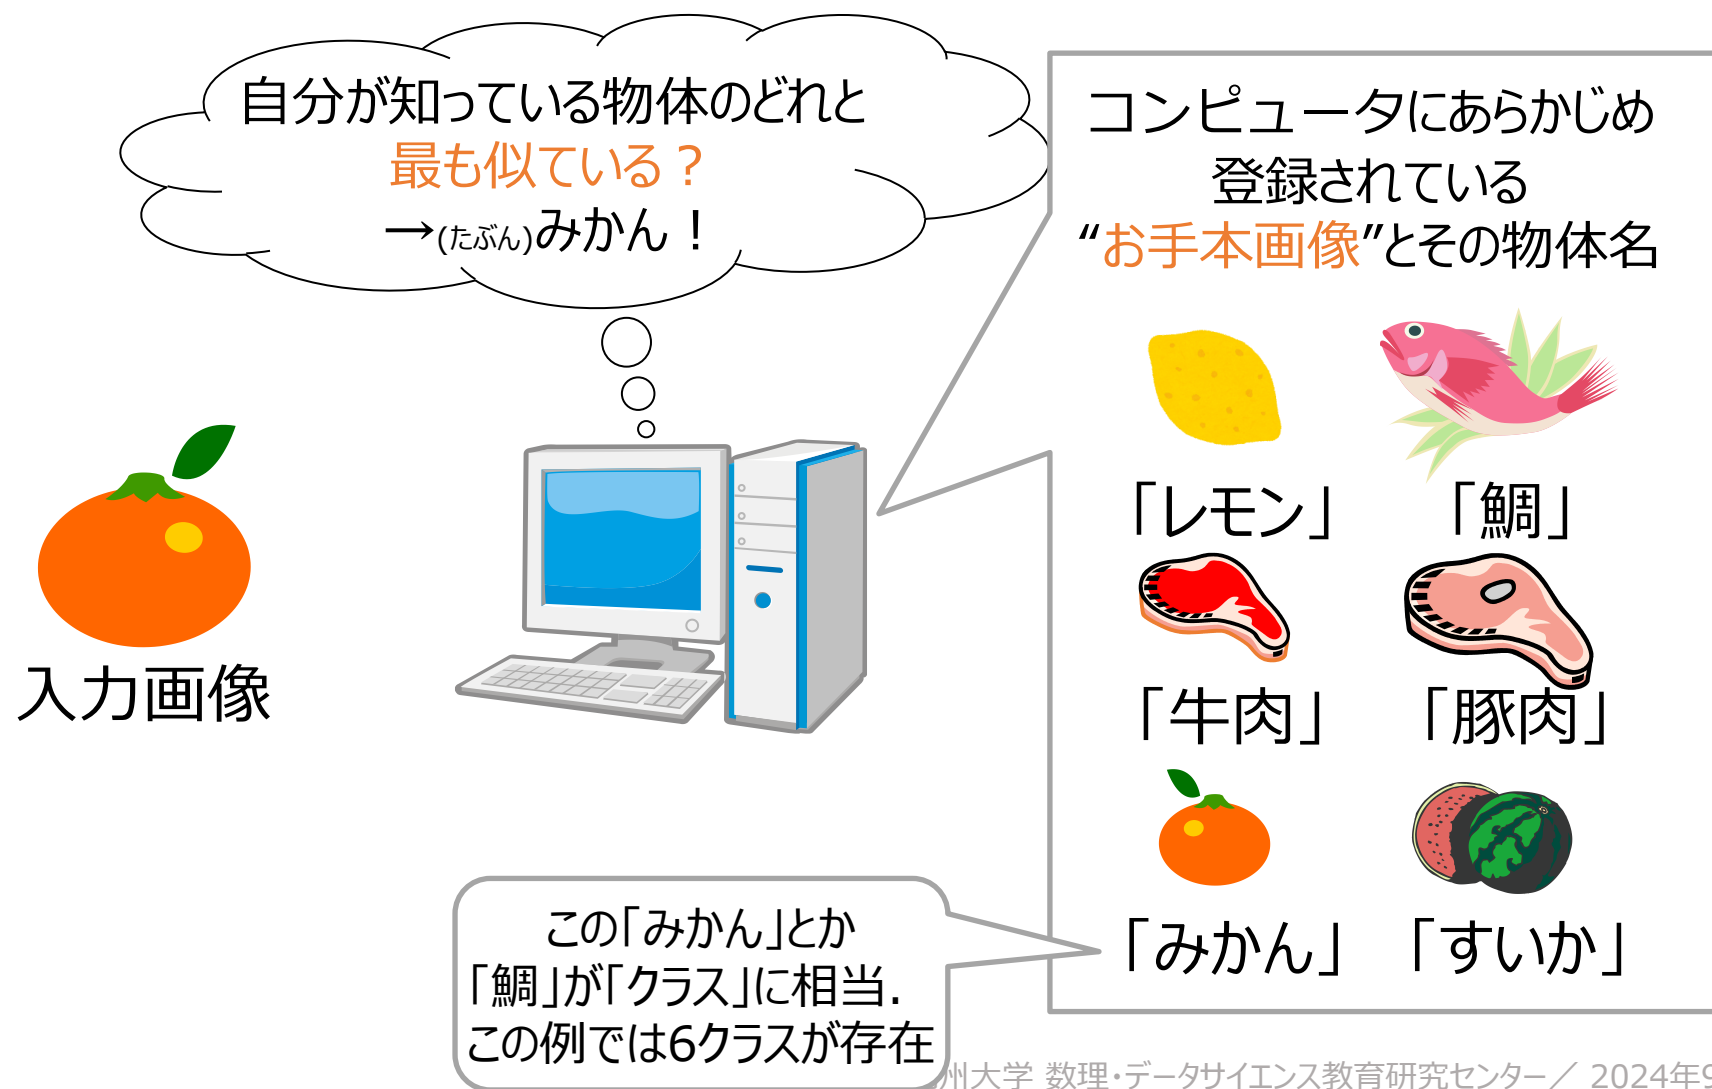 自分が知っている物体のどれと
最も似ている？
→(たぶん)みかん！
コンピュータにあらかじめ
登録されている
“お手本画像”とその物体名
「レモン」
「鯛」
入力画像
「牛肉」
「豚肉」
「みかん」
「すいか」
この「みかん」とか
「鯛」が「クラス」に相当.
この例では6クラスが存在
州大学 数理・データサイエンス教育研究センター／ 2024年9